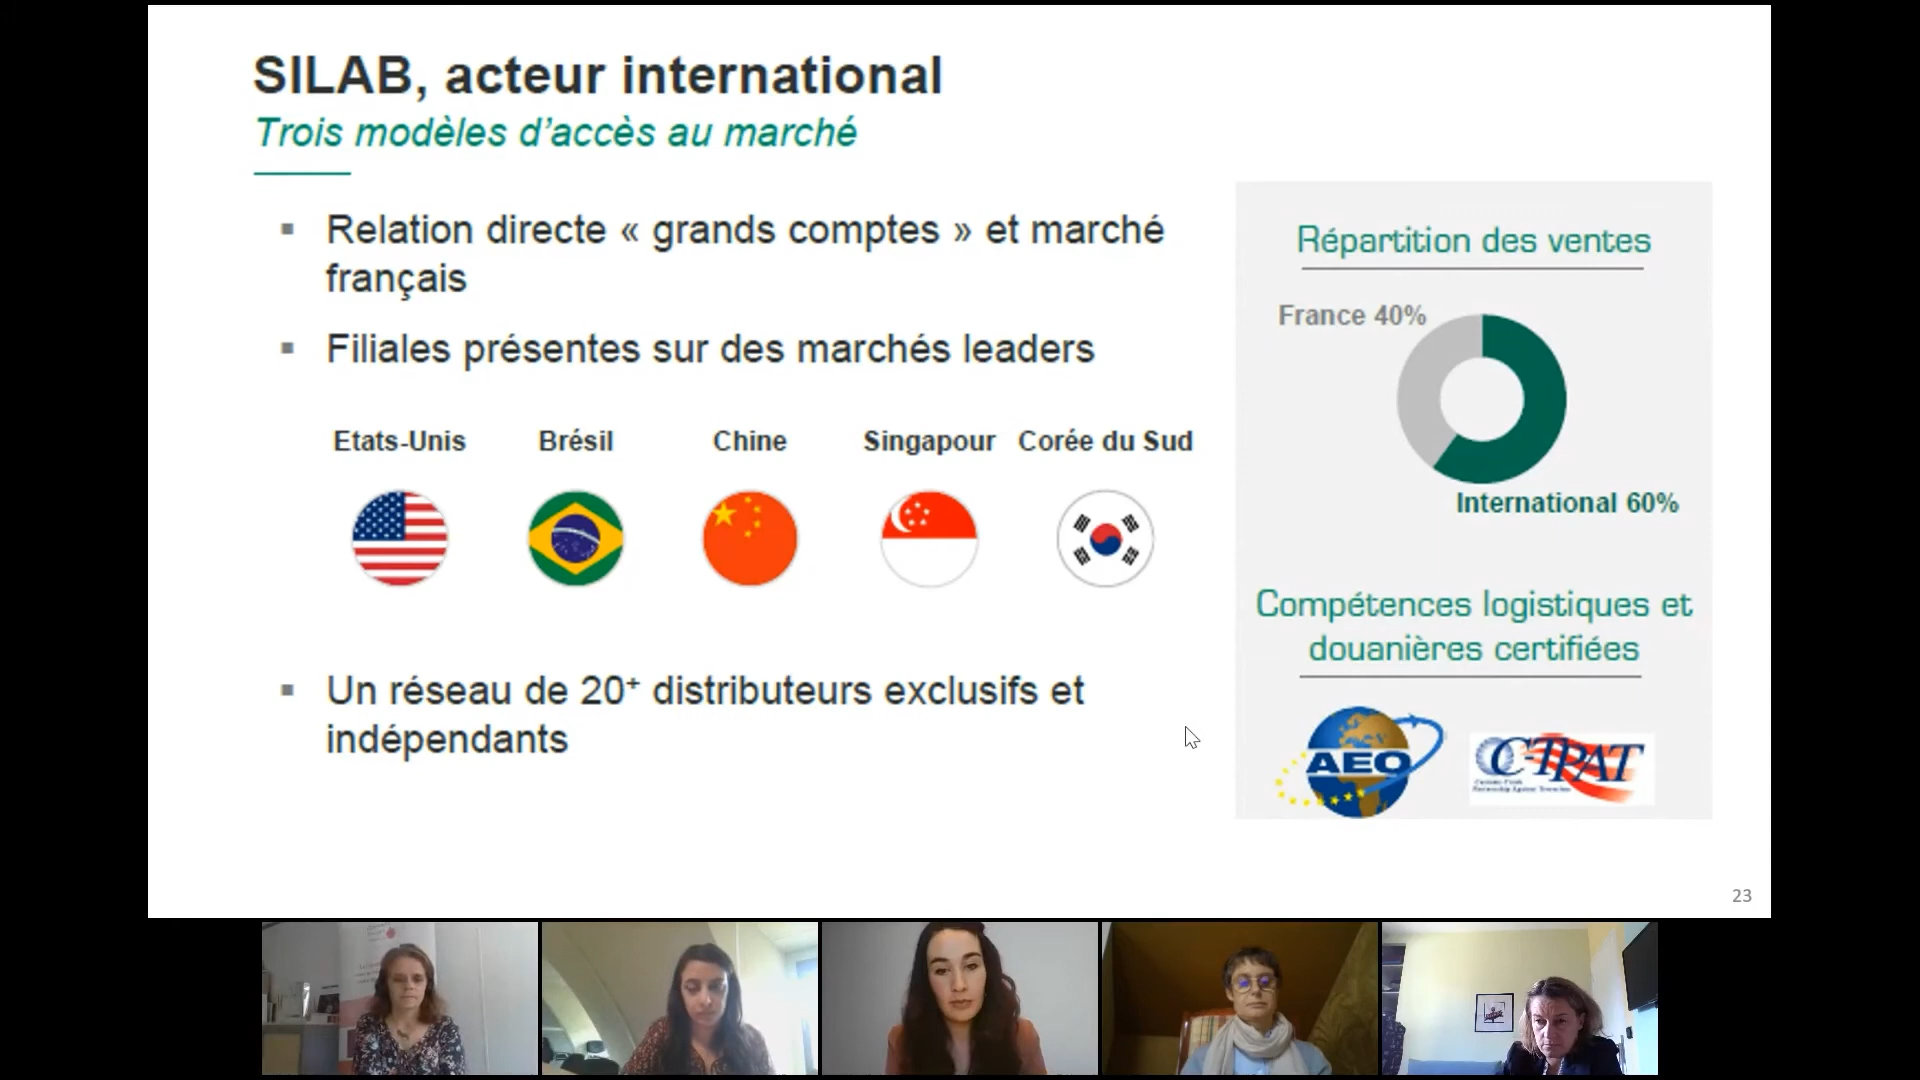 SILAB, acteur international
Trois modèles d’accès au marché
Relation directe « grands comptes » et marché
français
Filiales présentes sur des marchés leaders
Etats-Unis
Brésil
Chine
Singapour
Corée du Sud
Un réseau de 20⁺ distributeurs exclusifs et
indépendants
Répartition des ventes
France 40%
International 60%
Compétences logistiques et
douanières certifiées
AEO
C-TPAT
23